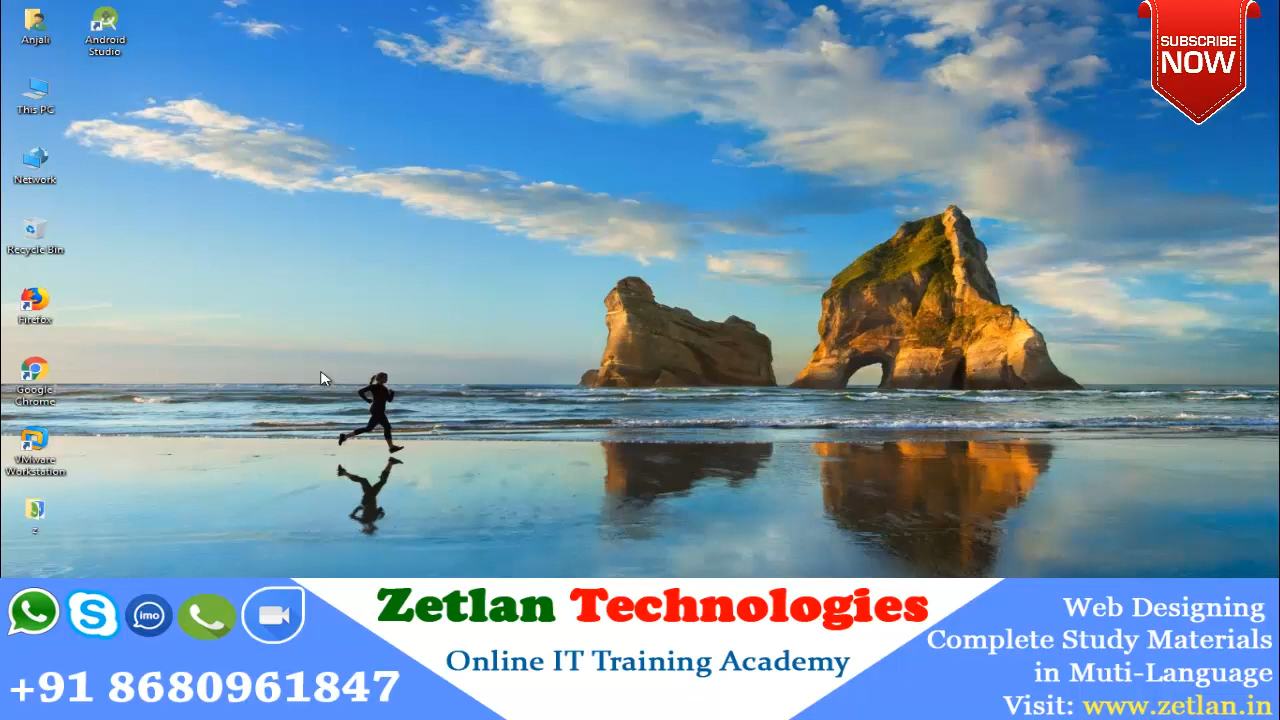 Anjali
Android
Studio
This PC
Network
Recycle Bin
Firefox
Google
Chrome
VMware
Workstation
z
SUBSCRIBE
NOW
imo
+91 8680961847
Zetlan Technologies
Online IT Training Academy
Web Designing
Complete Study Materials
in Muti-Language
Visit: www.zetlan.in